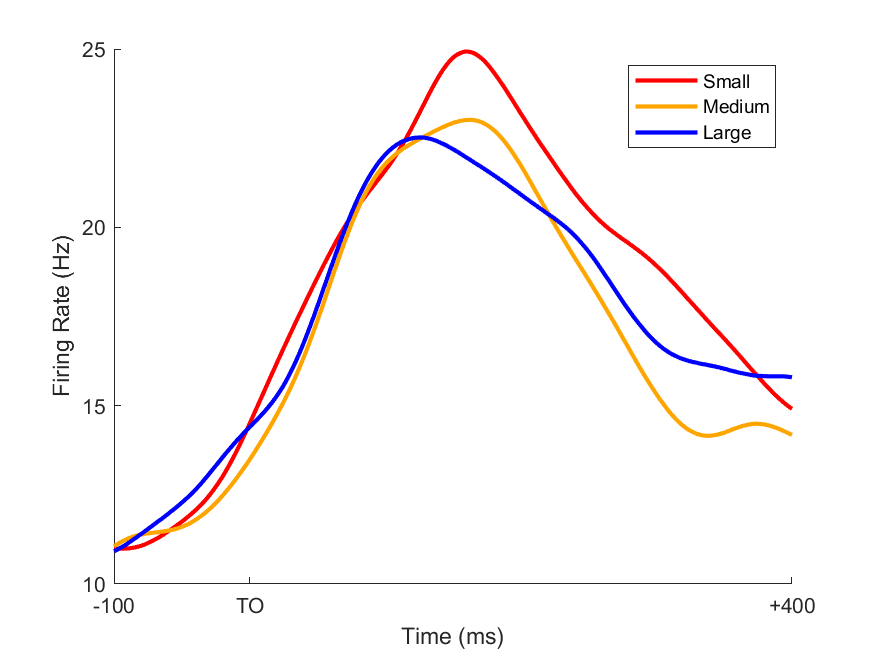 25
Small
Medium
Large
20
Firing Rate (Hz)
15
10
-100
TO
+400
Time (ms)